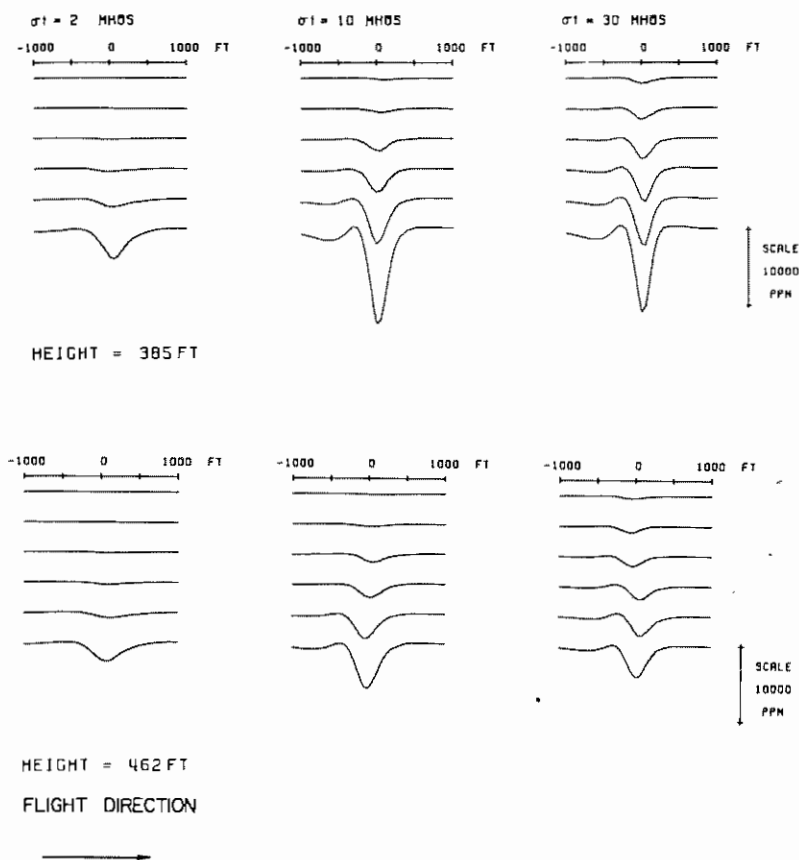 σt = 2 MHOS
σt = 10 MHOS
σt = 30 MHOS
-1000 0 1000 FT
-1000 0 1000 FT
-1000 0 1000 FT
SCALE
10000
PPM
HEIGHT = 385 FT
-1000 0 1000 FT
-1000 0 1000 FT
-1000 0 1000 FT
SCALE
10000
PPM
HEIGHT = 462 FT
FLIGHT DIRECTION